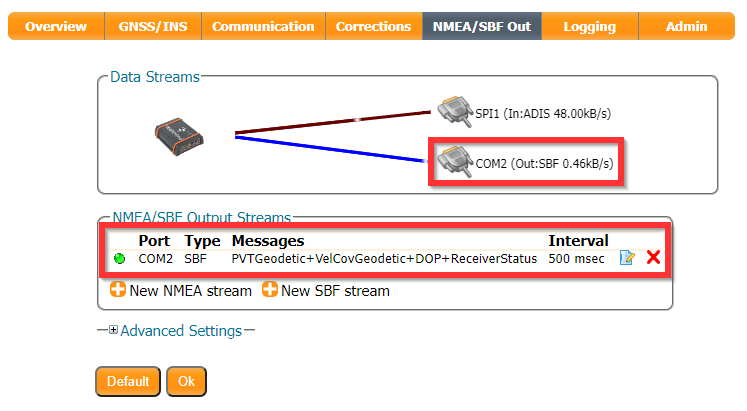 Overview GNSS/INS Communication Corrections NMEA/SBF Out Logging Admin
Data Streams
SPI1 (In:ADIS 48.00kB/s)
COM2 (Out:SBF 0.46kB/s)
NMEA/SBF Output Streams
Port Type Messages Interval
COM2 SBF PVTGeodetic+VelCovGeodetic+DOP+ReceiverStatus 500 msec
New NMEA stream New SBF stream
Advanced Settings
Default Ok